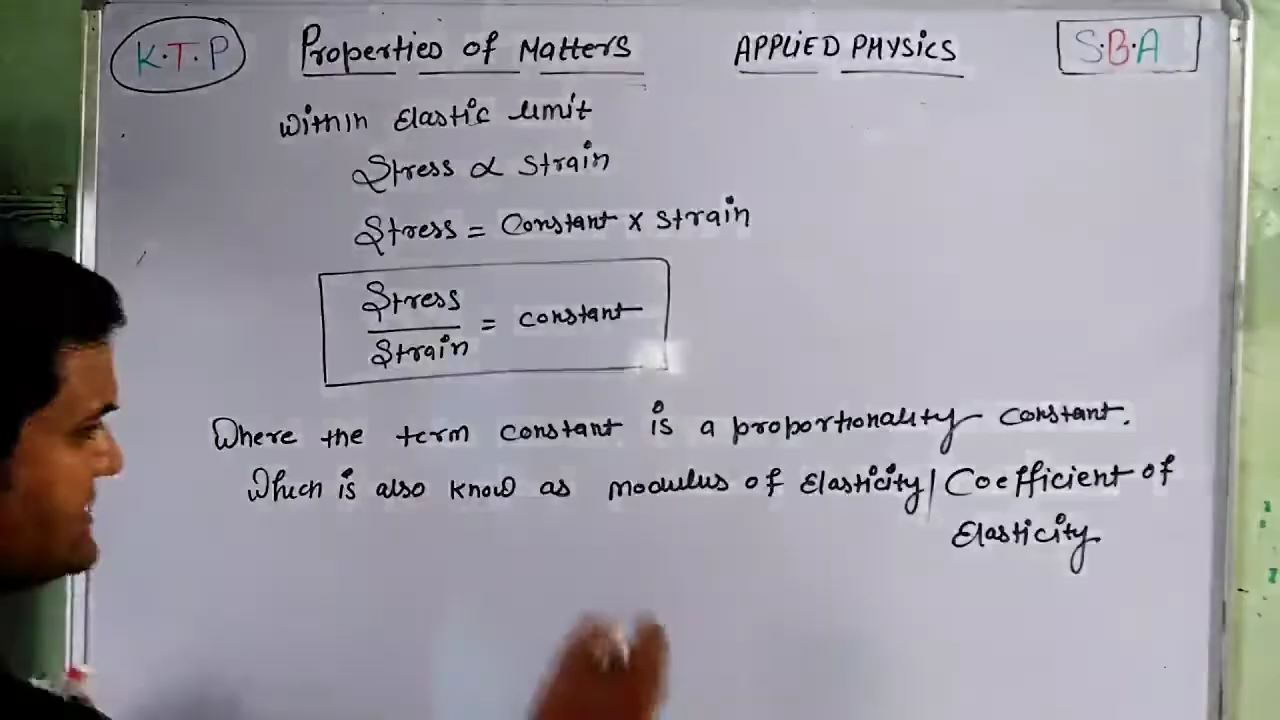 K.T.P Properties of Matters APPLiED PHYSiCS S.B.A
Within Elastic limit
Stress ∝ Strain
Stress = Constant × Strain
Stress
Strain = constant
Where the term constant is a proportionality constant.
Which is also know as modulus of Elasticity / Coefficient of
Elasticity